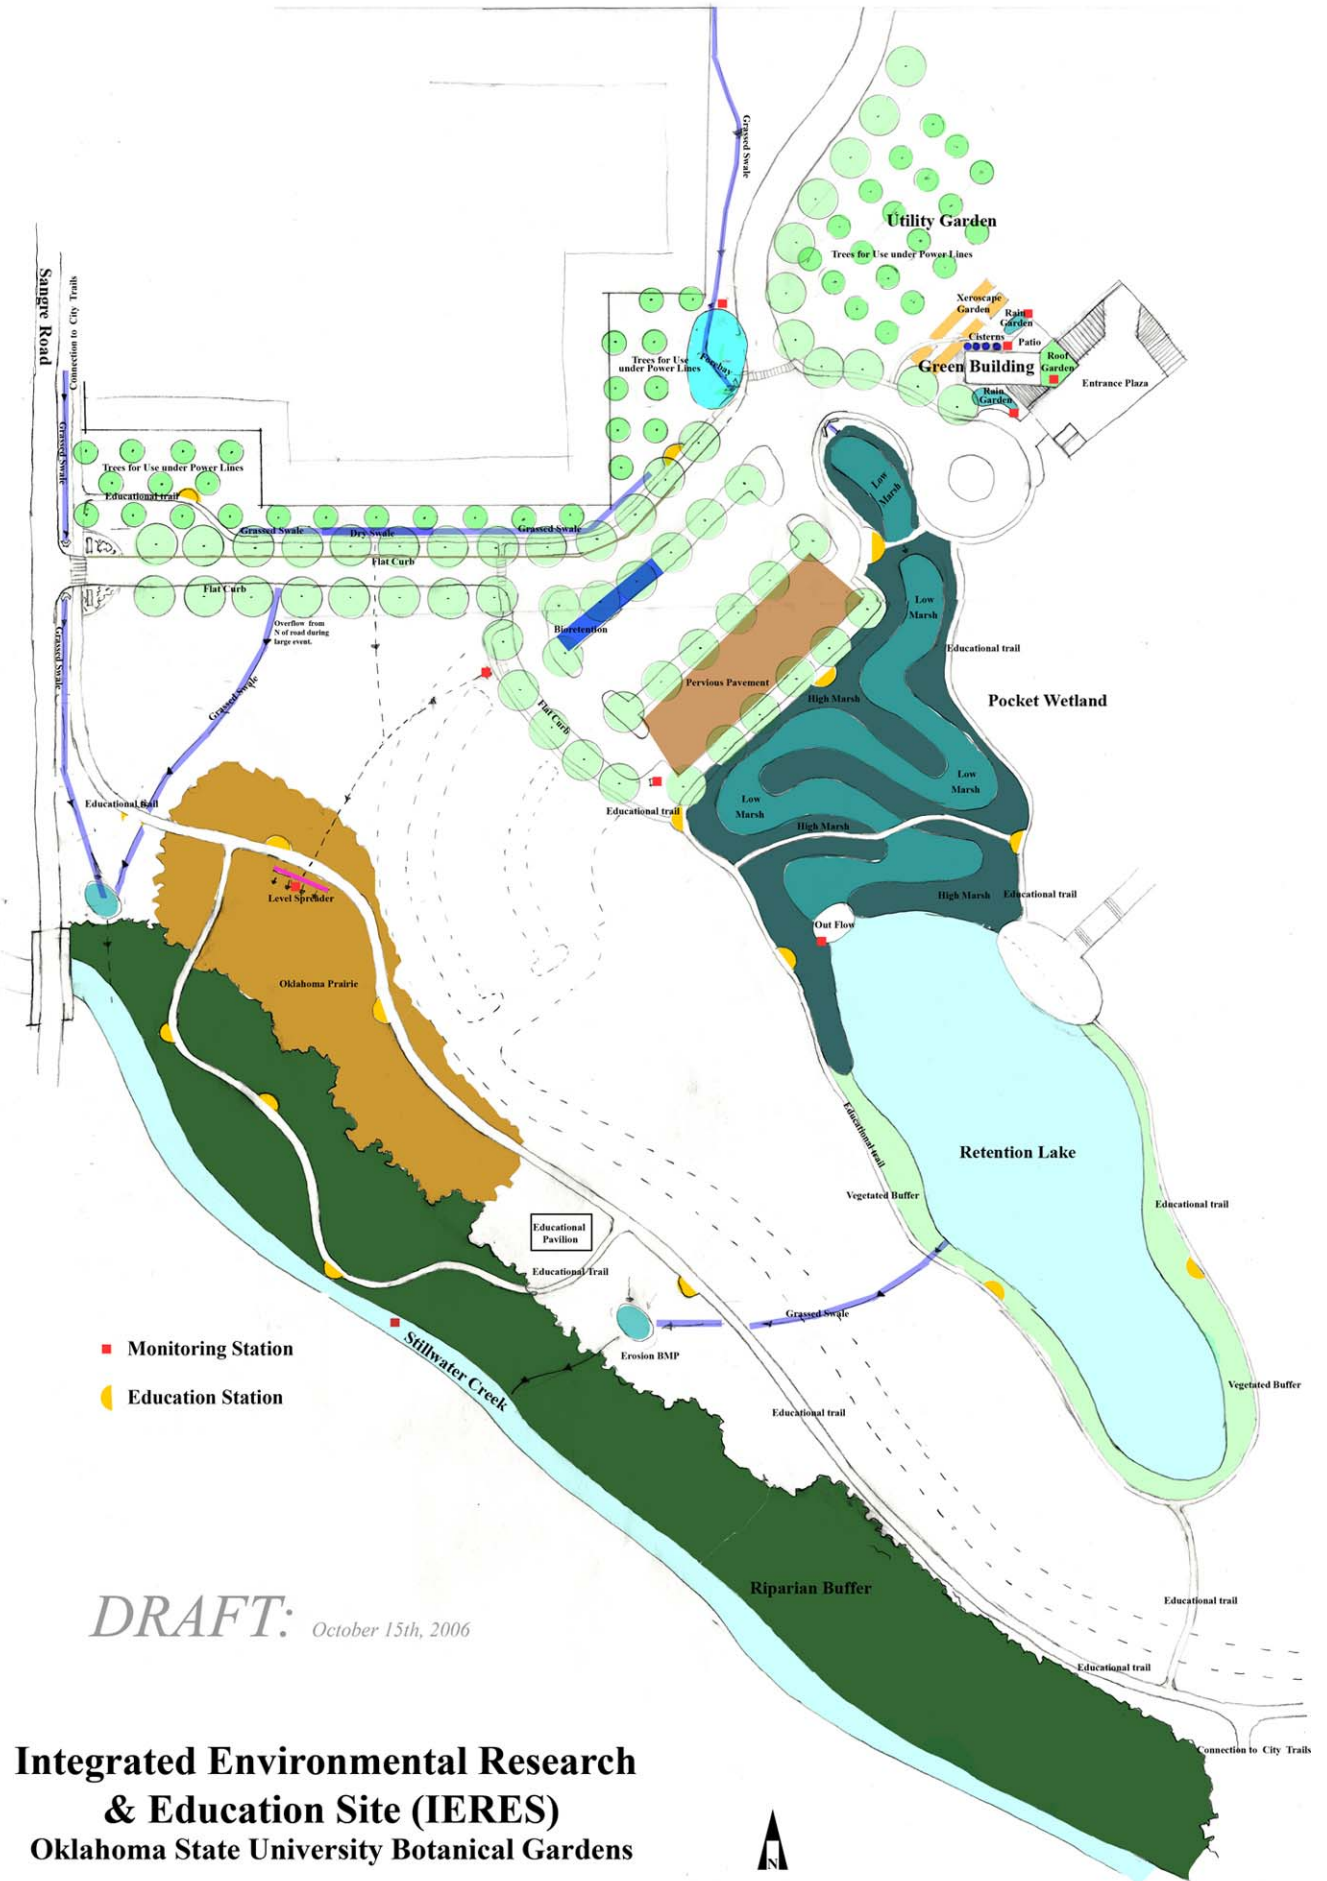 Grassed Swale
Utility Garden
Trees for Use under Power Lines
Sangre Road
Connection to City Trails
Xeroscape
Garden
Rain
Garden
Cisterns
Patio
Green Building
Roof
Garden
Entrance Plaza
Rain
Garden
Trees for Use
under Power Lines
Forebay
Grassed Swale
Trees for Use under Power Lines
Educational trail
Low
Marsh
Grassed Swale
Dry Swale
Grassed Swale
Flat Curb
Flat Curb
Overflow from
N of road during
large event.
Bioretention
Low
Marsh
Educational trail
Grassed Swale
Grassed Swale
Pervious Pavement
High Marsh
Pocket Wetland
Flat Curb
Low
Marsh
Educational trail
Educational trail
Low
Marsh
High Marsh
Level Spreader
High Marsh
Educational trail
Out Flow
Oklahoma Prairie
Educational trail
Retention Lake
Vegetated Buffer
Educational trail
Educational
Pavilion
Educational Trail
Grassed Swale
Erosion BMP
Monitoring Station
Stillwater Creek
Education Station
Vegetated Buffer
Educational trail
Riparian Buffer
Educational trail
DRAFT: October 15th, 2006
Educational trail
Connection to City Trails
Integrated Environmental Research
& Education Site (IERES)
Oklahoma State University Botanical Gardens
N